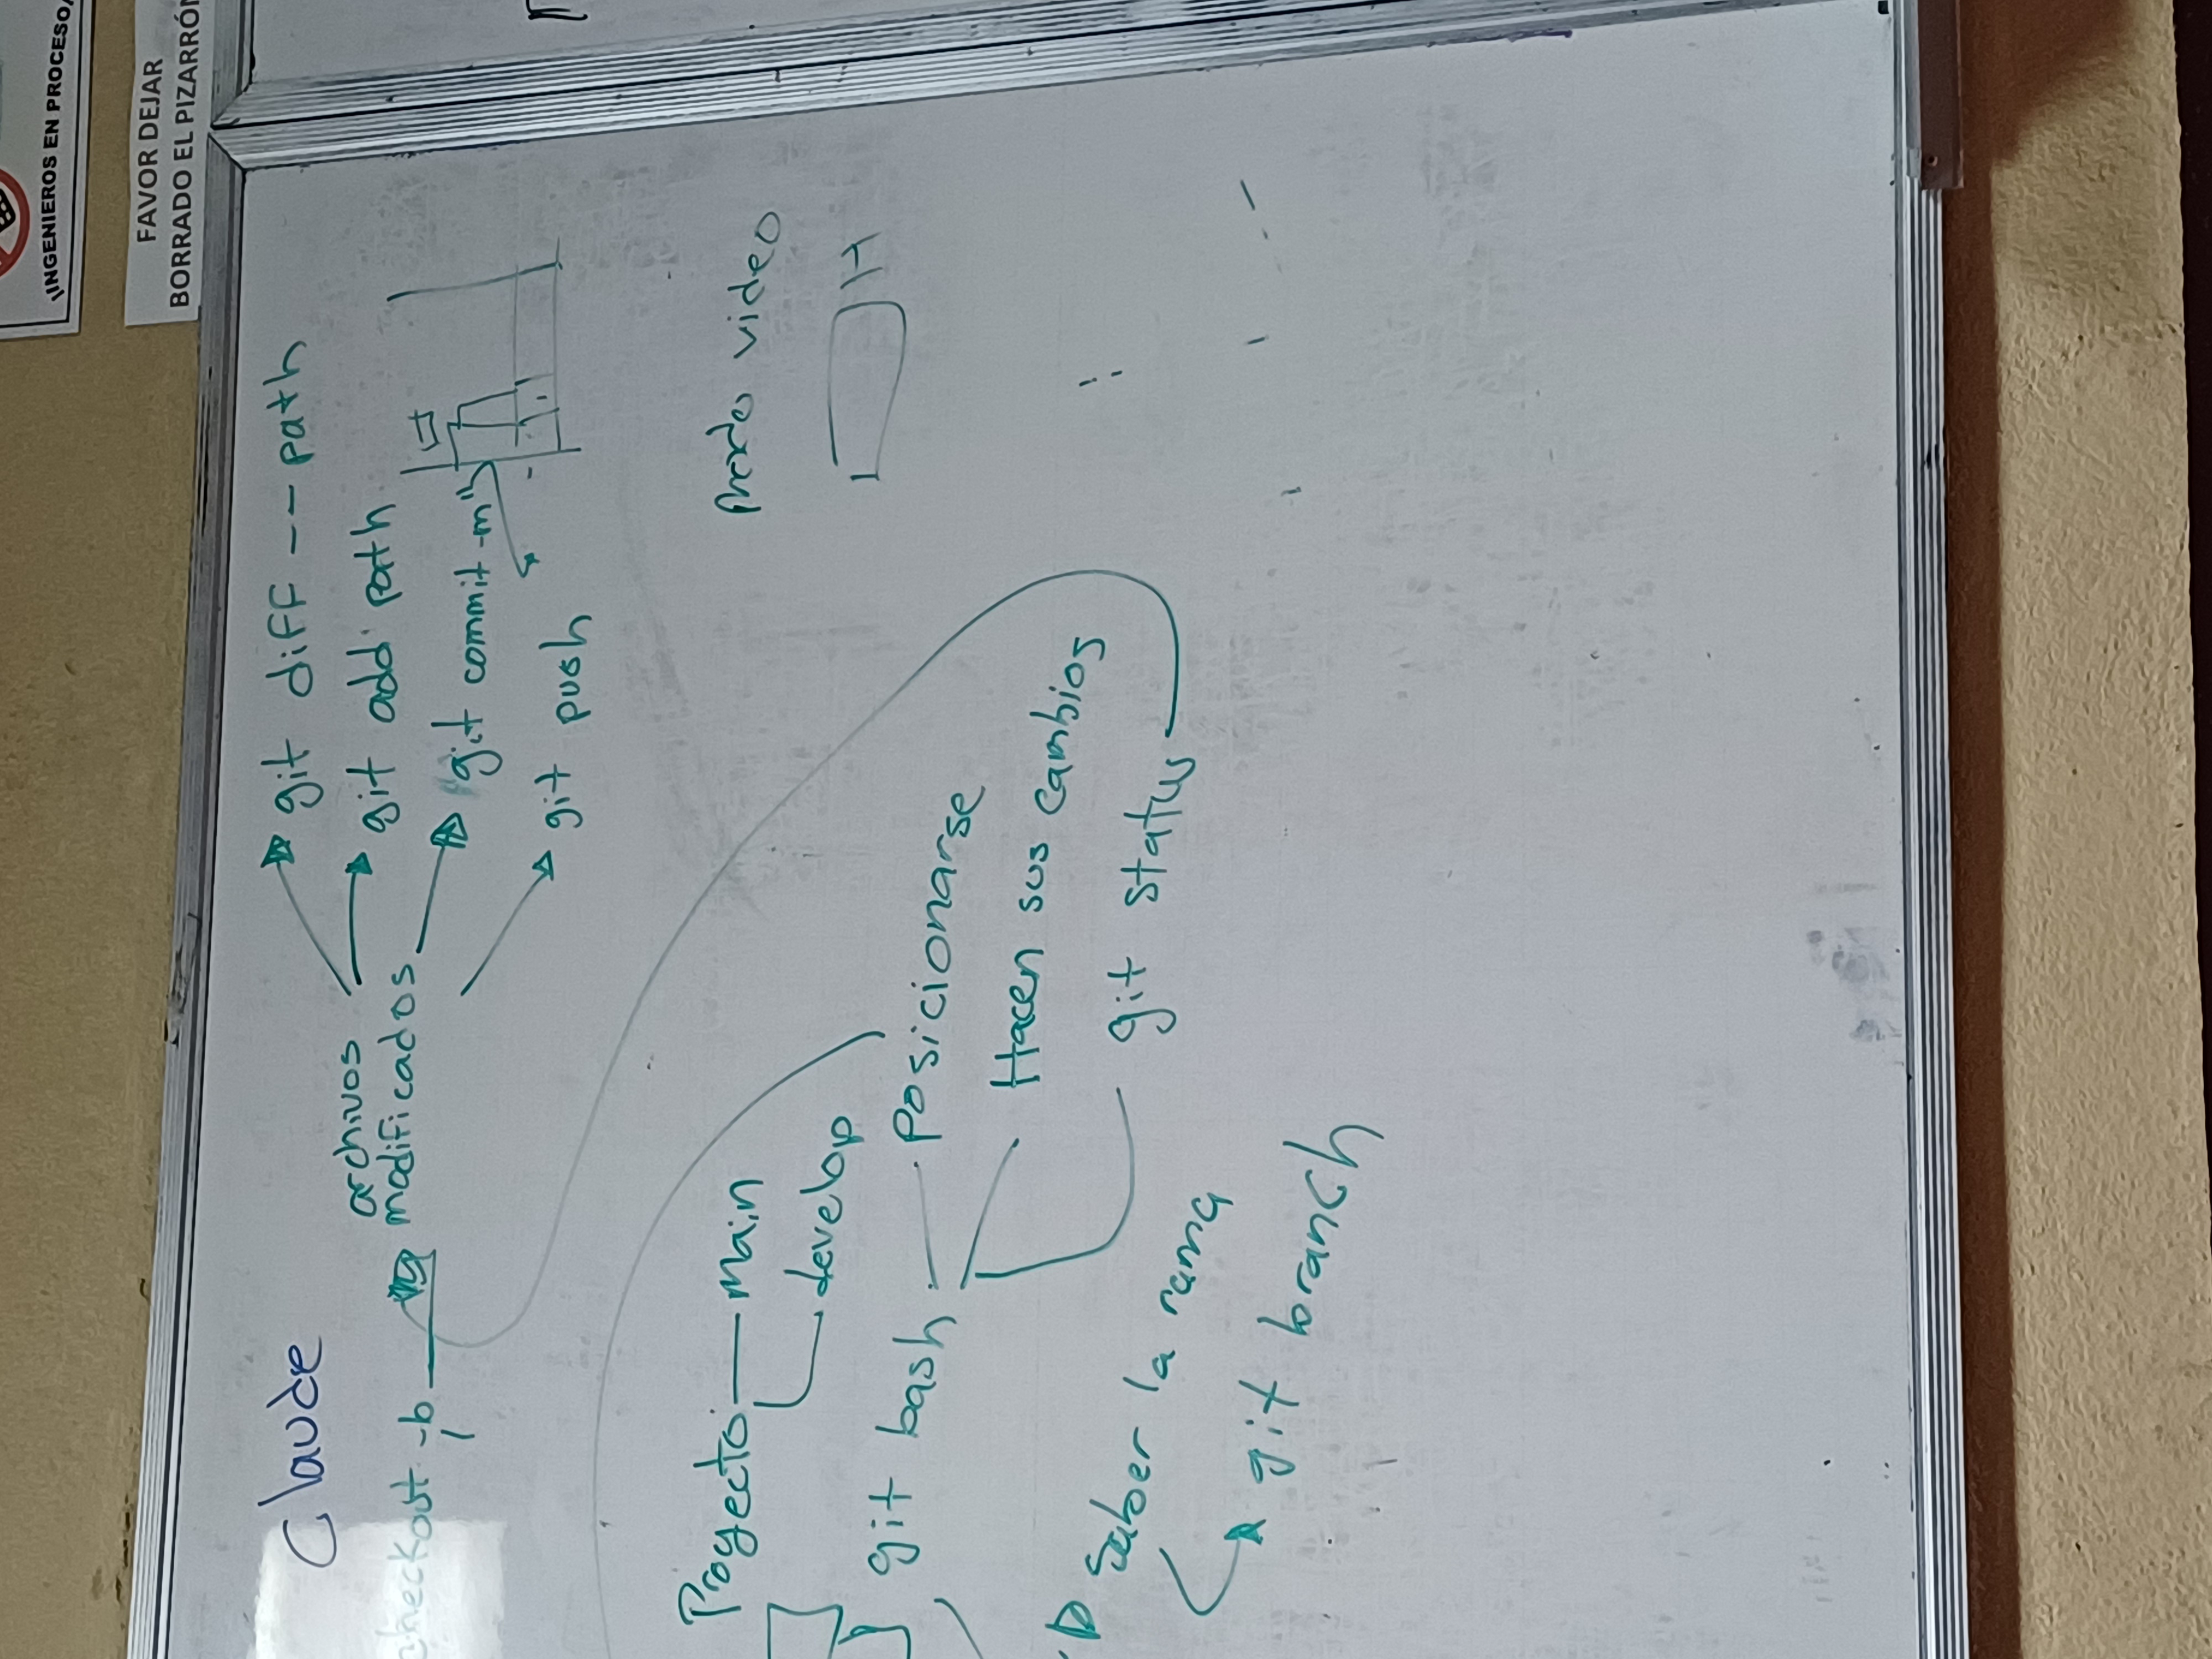 ¡INGENIEROS EN PROCESO
FAVOR DEJAR
BORRADO EL PIZARRÓN
Claude
checkout -b
archivos
modificados
git diff -- path
git add path
git commit -m"
git push
Proyecto main
develop
git bash
Posicionarse
Hacen sus cambios
git status
Saber la rama
git branch
video